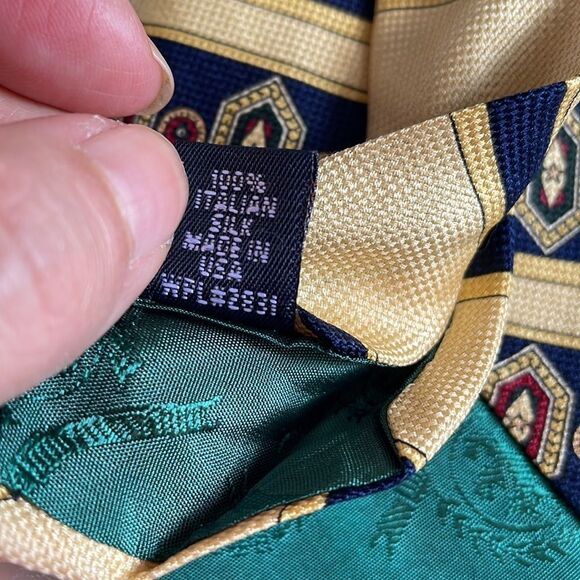 100%
ITALIAN
SILK
MADE IN
USA
WPL#2831